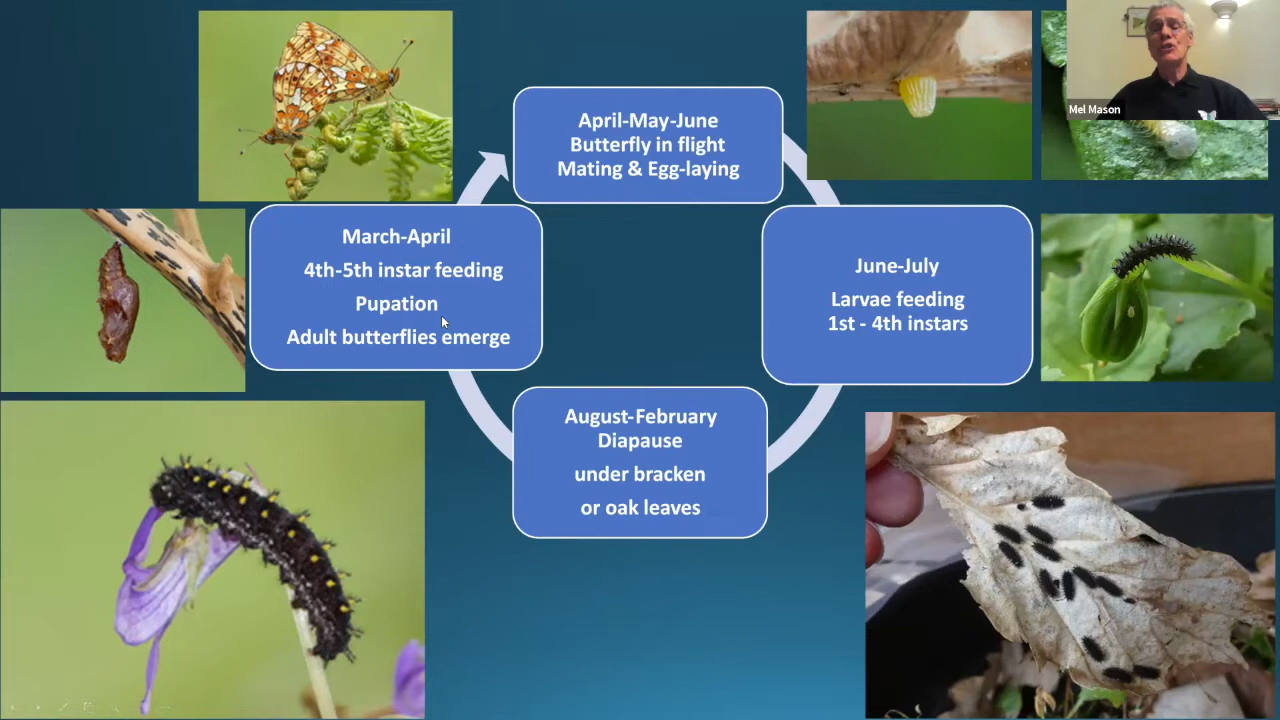 April-May-June
Butterfly in flight
Mating & Egg-laying
Mel Mason
March-April
4th-5th instar feeding
Pupation
Adult butterflies emerge
June-July
Larvae feeding
1st - 4th instars
August-February
Diapause
under bracken
or oak leaves